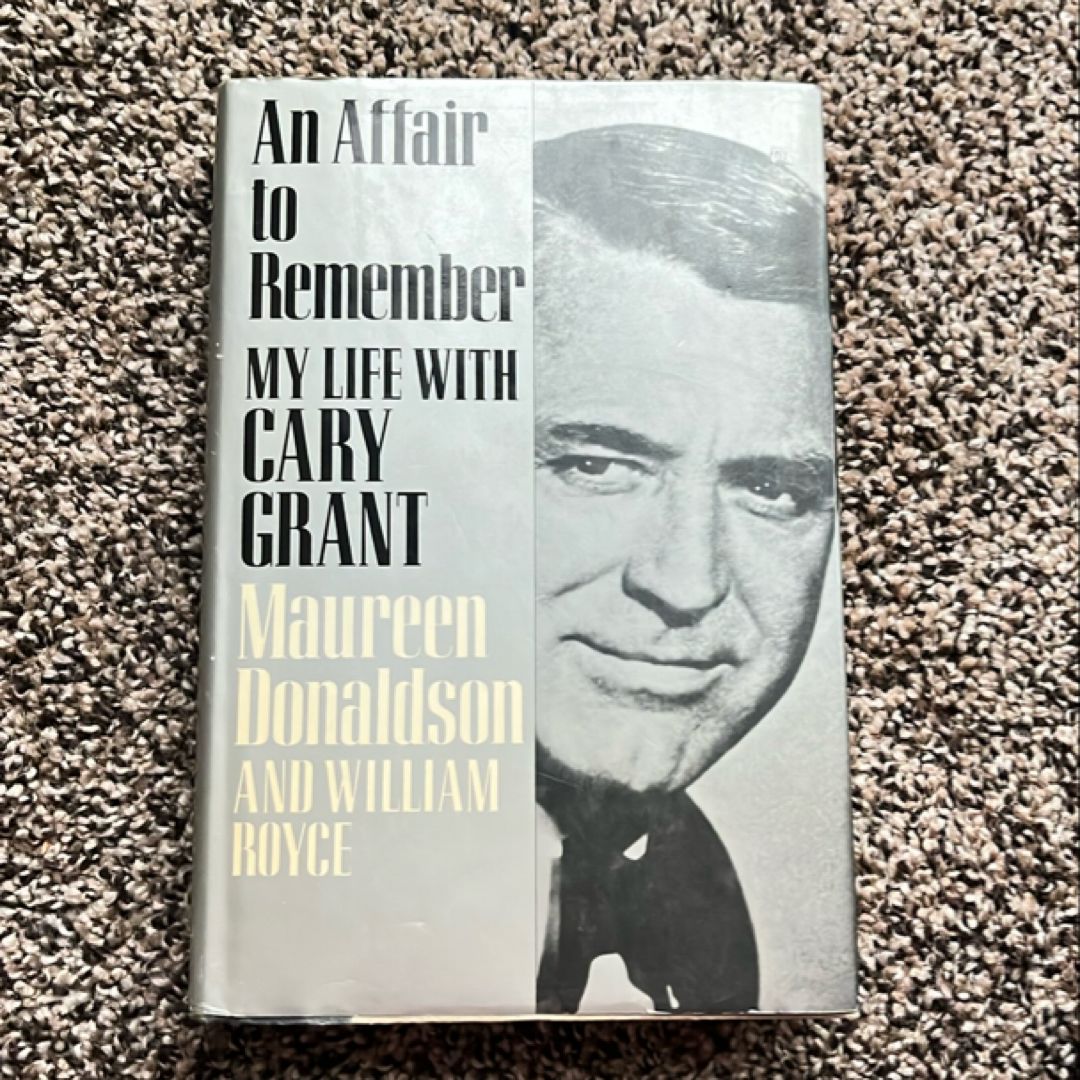 An Affair
to
Remember
MY LIFE WITH
CARY
GRANT
Maureen
Donaldson
AND WILLIAM
ROYCE